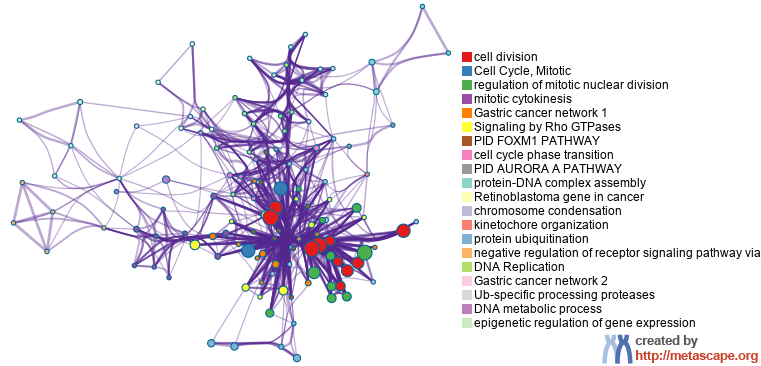 cell division
Cell Cycle, Mitotic
regulation of mitotic nuclear division
mitotic cytokinesis
Gastric cancer network 1
Signaling by Rho GTPases
PID FOXM1 PATHWAY
cell cycle phase transition
PID AURORA A PATHWAY
protein-DNA complex assembly
Retinoblastoma gene in cancer
chromosome condensation
kinetochore organization
protein ubiquitination
negative regulation of receptor signaling pathway via
DNA Replication
Gastric cancer network 2
Ub-specific processing proteases
DNA metabolic process
epigenetic regulation of gene expression
created by
http://metascape.org